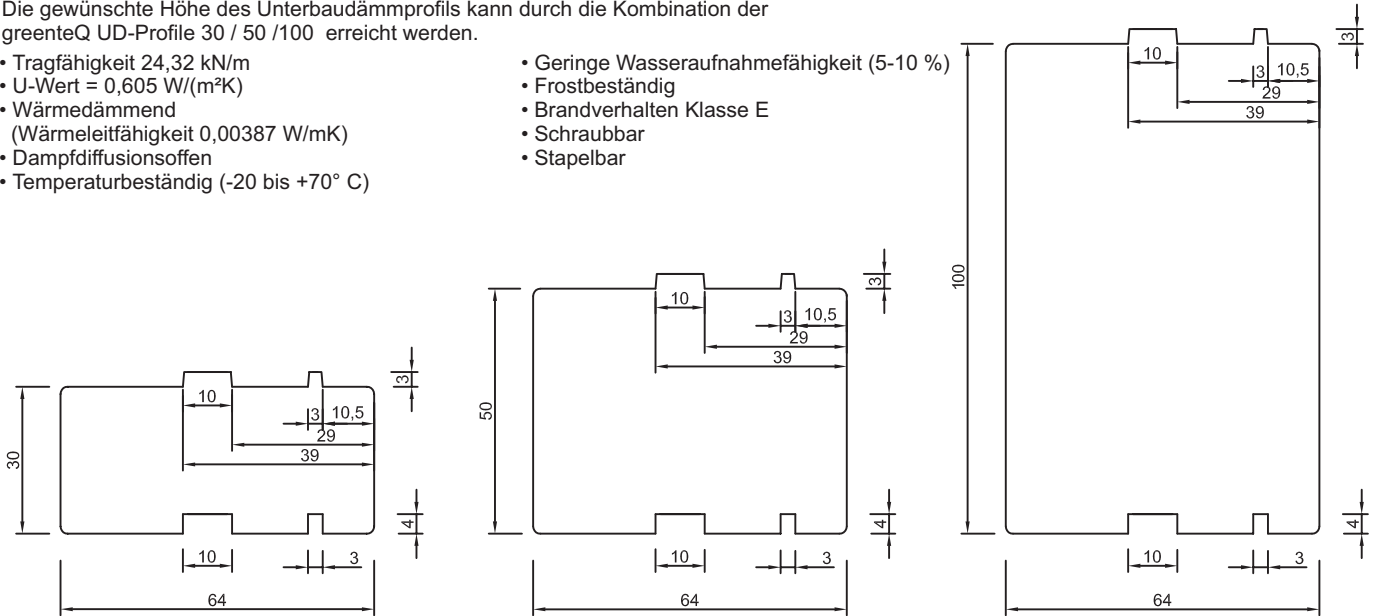 Die gewünschte Höhe des Unterbaudämmprofils kann durch die Kombination der
greenteQ UD-Profile 30 / 50 /100 erreicht werden.
• Tragfähigkeit 24,32 kN/m
• U-Wert = 0,605 W/(m²K)
• Wärmedämmend
(Wärmeleitfähigkeit 0,00387 W/mK)
• Dampfdiffusionsoffen
• Temperaturbeständig (-20 bis +70° C)
• Geringe Wasseraufnahmefähigkeit (5-10 %)
• Frostbeständig
• Brandverhalten Klasse E
• Schraubbar
• Stapelbar
30
10
3
10,5
29
39
3
4
10
3
64
50
10
3
10,5
29
39
3
4
10
3
64
100
10
3
10,5
29
39
3
4
10
3
64